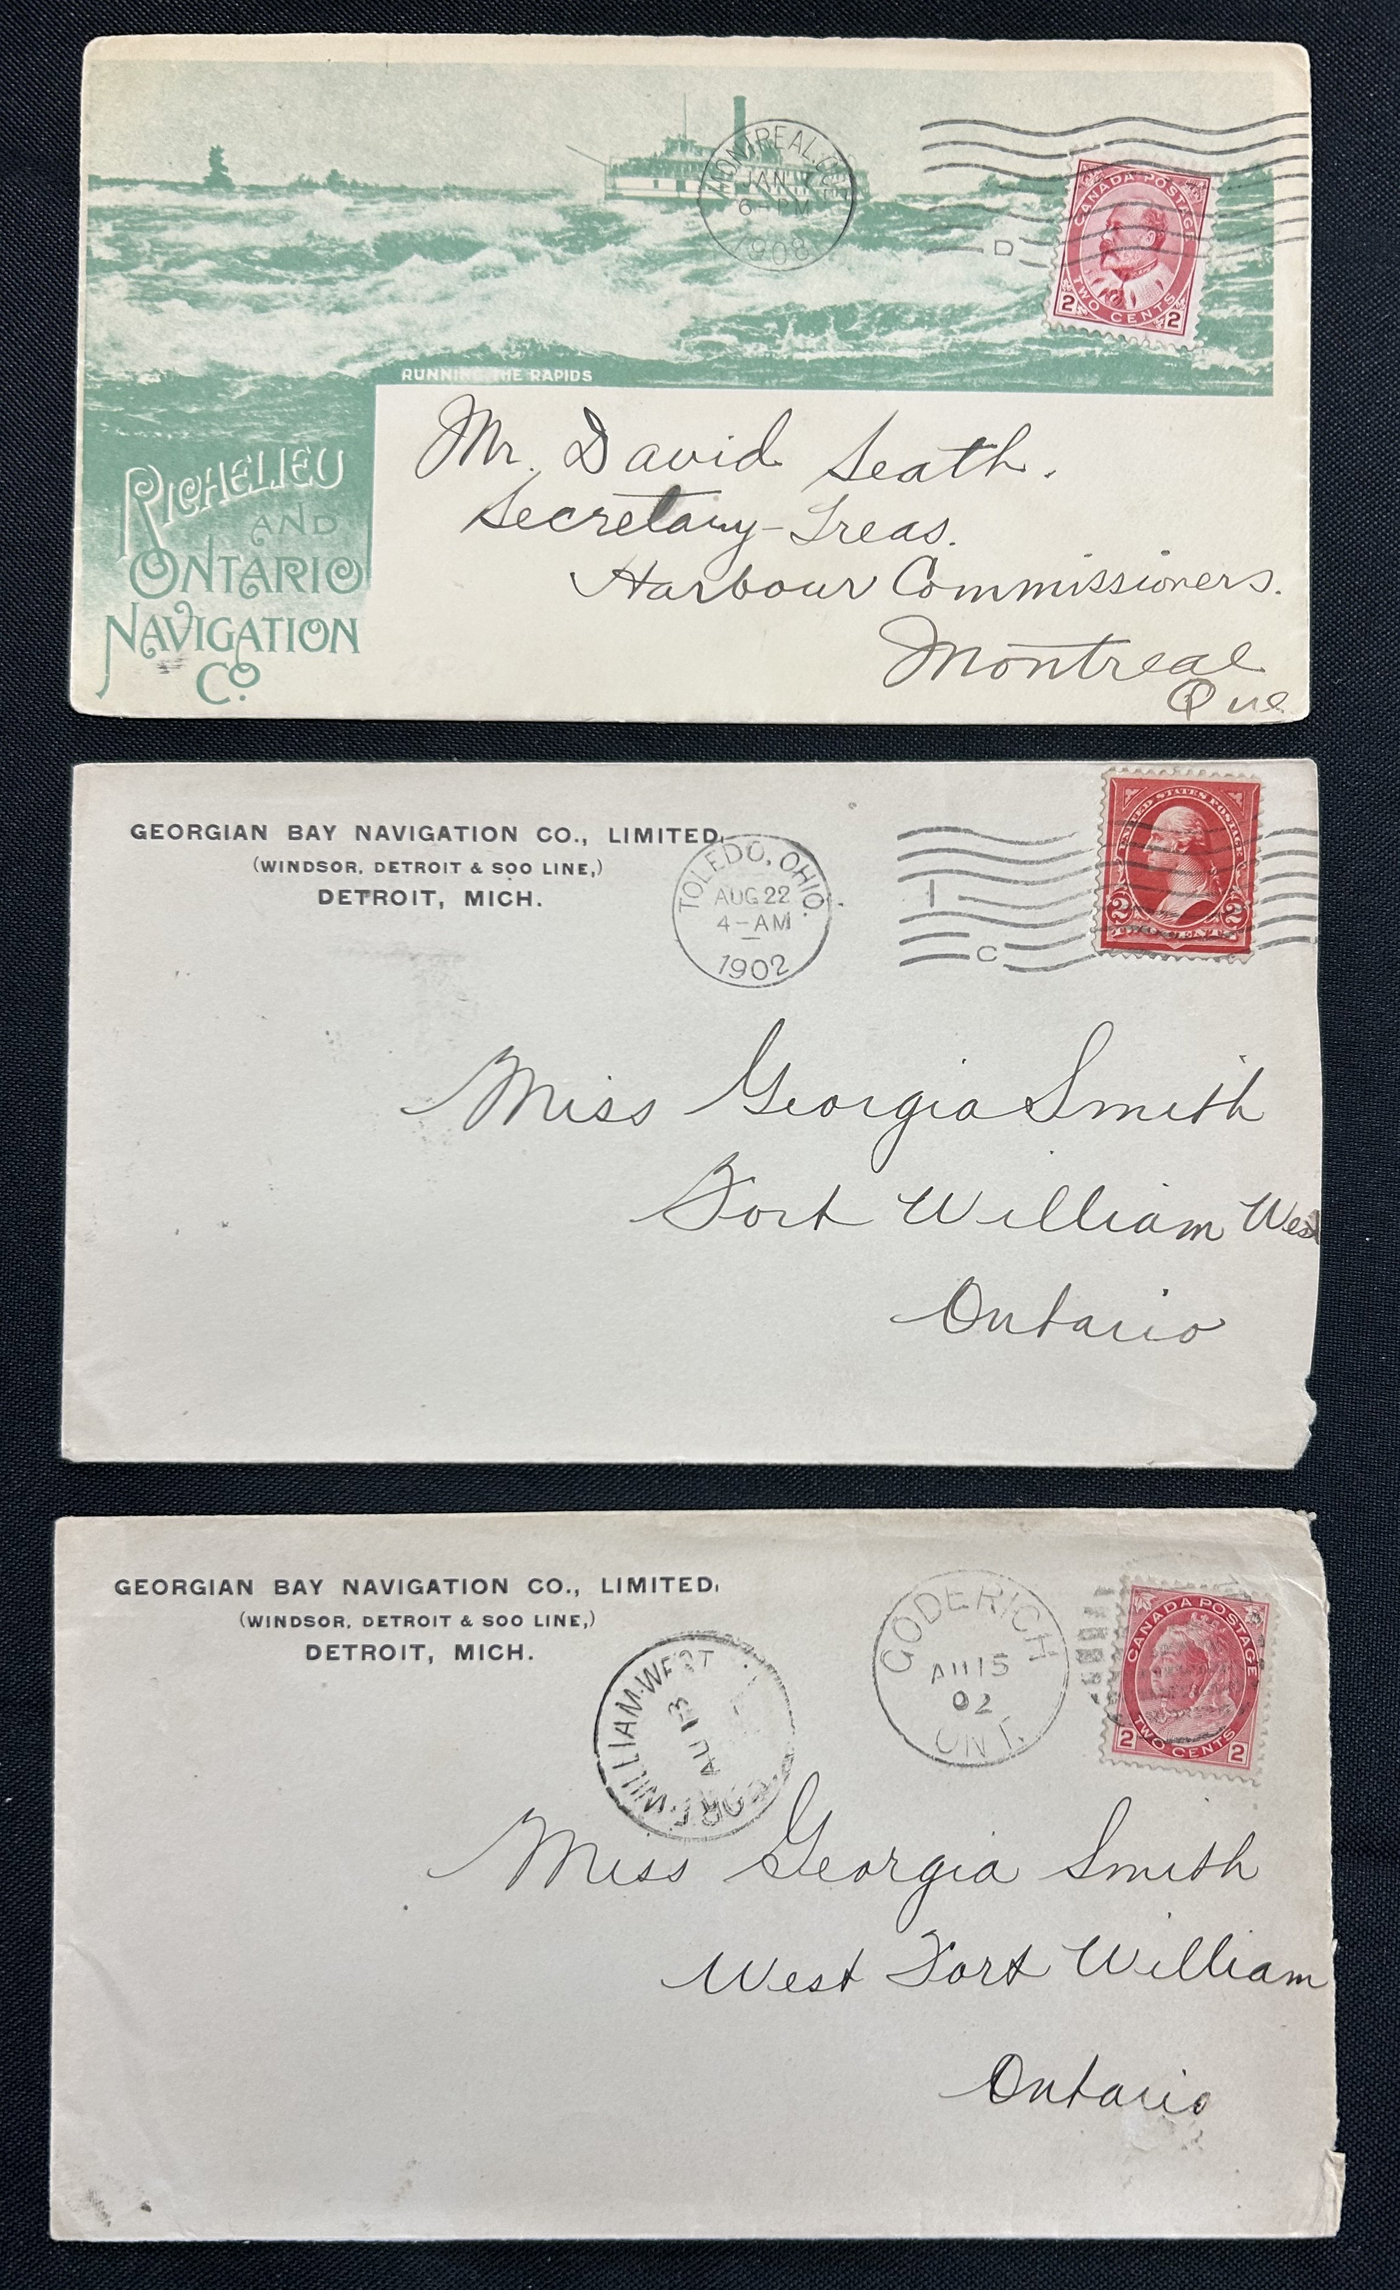 MONTREAL, QUE
JAN
6-PM
1908
D
CANADA POSTAGE
2 TWO CENTS 2
RUNNING THE RAPIDS
RICHELIEU
AND
ONTARIO
NAVIGATION
Co.
Mr. David Seath.
Secretary-Treas.
Harbour Commissioners.
Montreal
Que
GEORGIAN BAY NAVIGATION CO., LIMITED,
(WINDSOR, DETROIT & SOO LINE,)
DETROIT, MICH.
TOLEDO, OHIO.
AUG 22
4-AM
1902
1
C
UNITED STATES POSTAGE
2 2
TWO CENTS
Miss Georgia Smith
Fort William West
Ontario
GEORGIAN BAY NAVIGATION CO., LIMITED,
(WINDSOR, DETROIT & SOO LINE,)
DETROIT, MICH.
FORT WILLIAM WEST
AU 18
GODERICH
AU 15
02
ONT.
CANADA POSTAGE
2 TWO CENTS 2
Miss Georgia Smith
West Fort William
Ontario